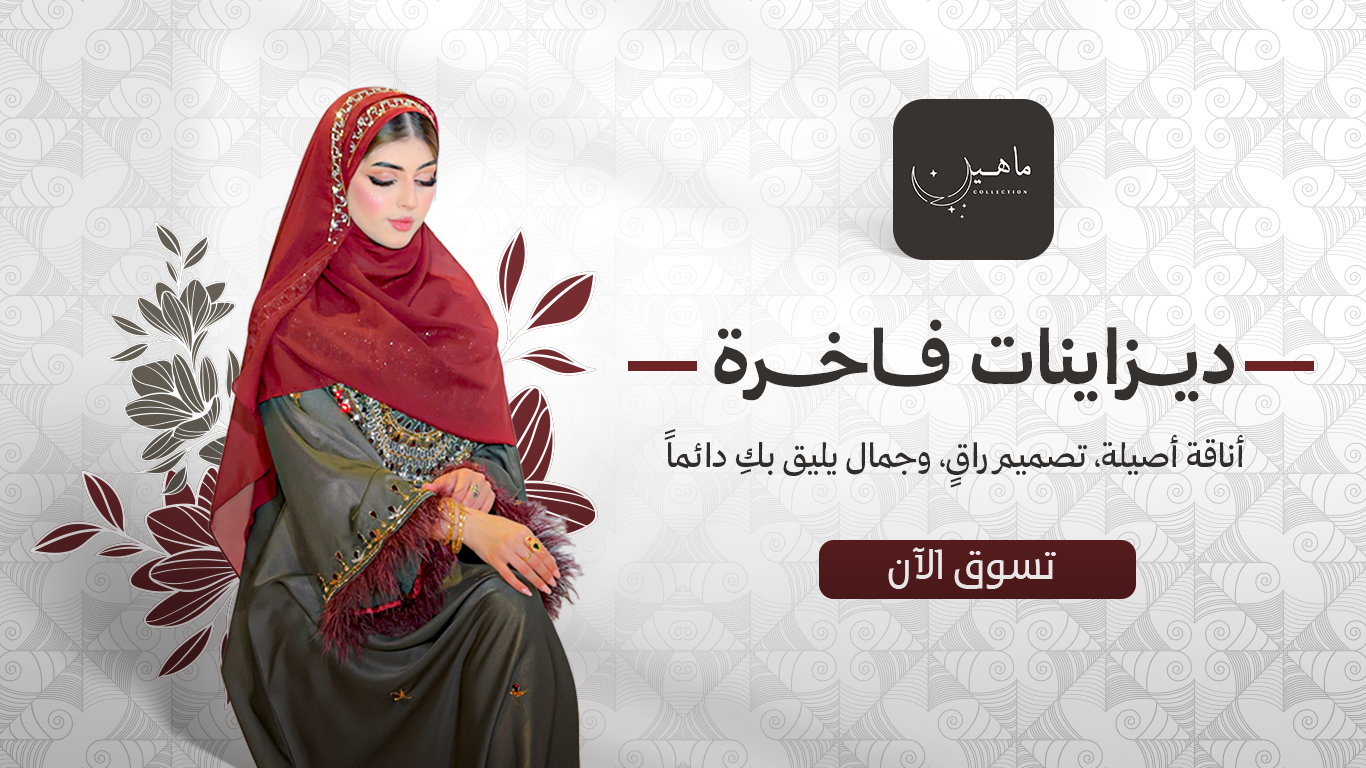 ماهين
COLLECTION
ديزاينات فاخرة
أناقة أصيلة، تصميم راقٍ، وجمال يليق بكِ دائماً
تسوق الآن